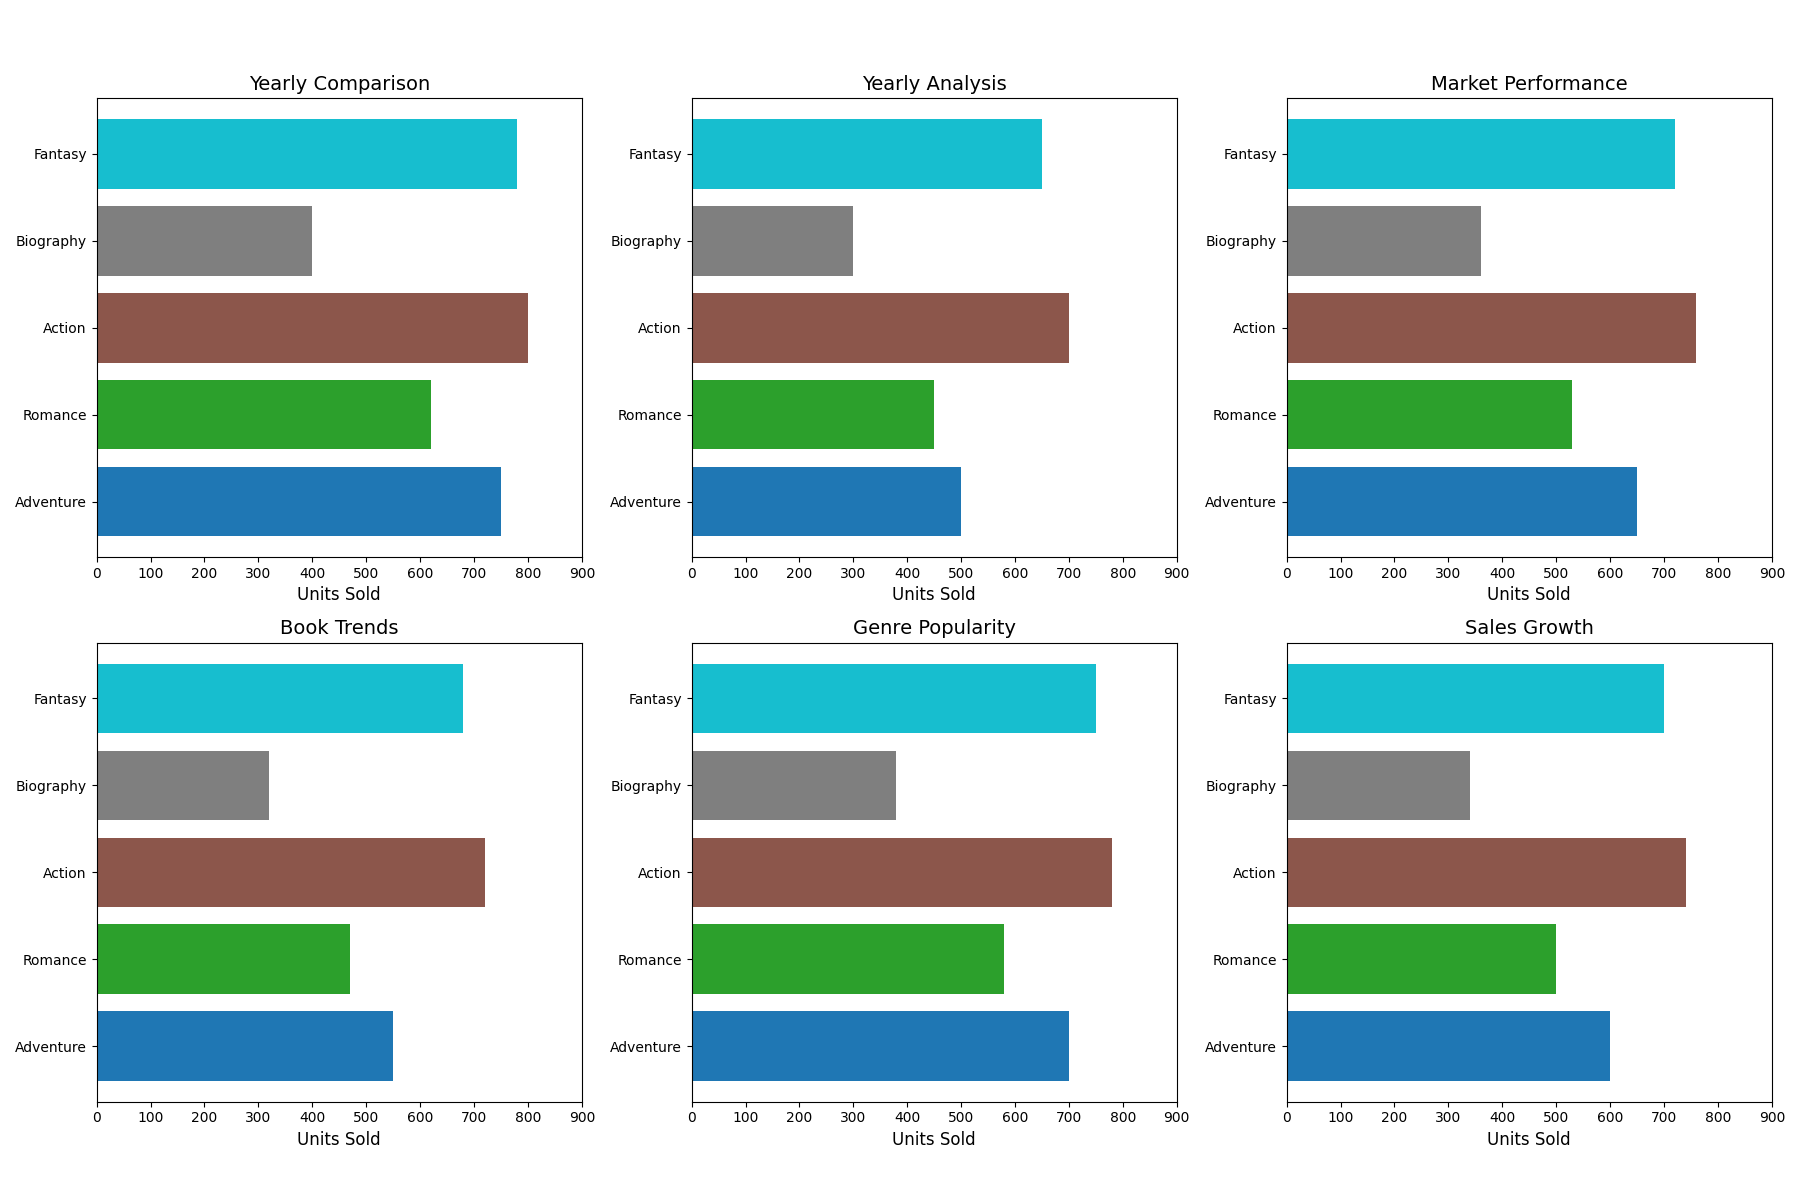 Yearly Comparison
Fantasy
Biography
Action
Romance
Adventure
0 100 200 300 400 500 600 700 800 900
Units Sold
Yearly Analysis
Fantasy
Biography
Action
Romance
Adventure
0 100 200 300 400 500 600 700 800 900
Units Sold
Market Performance
Fantasy
Biography
Action
Romance
Adventure
0 100 200 300 400 500 600 700 800 900
Units Sold
Book Trends
Fantasy
Biography
Action
Romance
Adventure
0 100 200 300 400 500 600 700 800 900
Units Sold
Genre Popularity
Fantasy
Biography
Action
Romance
Adventure
0 100 200 300 400 500 600 700 800 900
Units Sold
Sales Growth
Fantasy
Biography
Action
Romance
Adventure
0 100 200 300 400 500 600 700 800 900
Units Sold